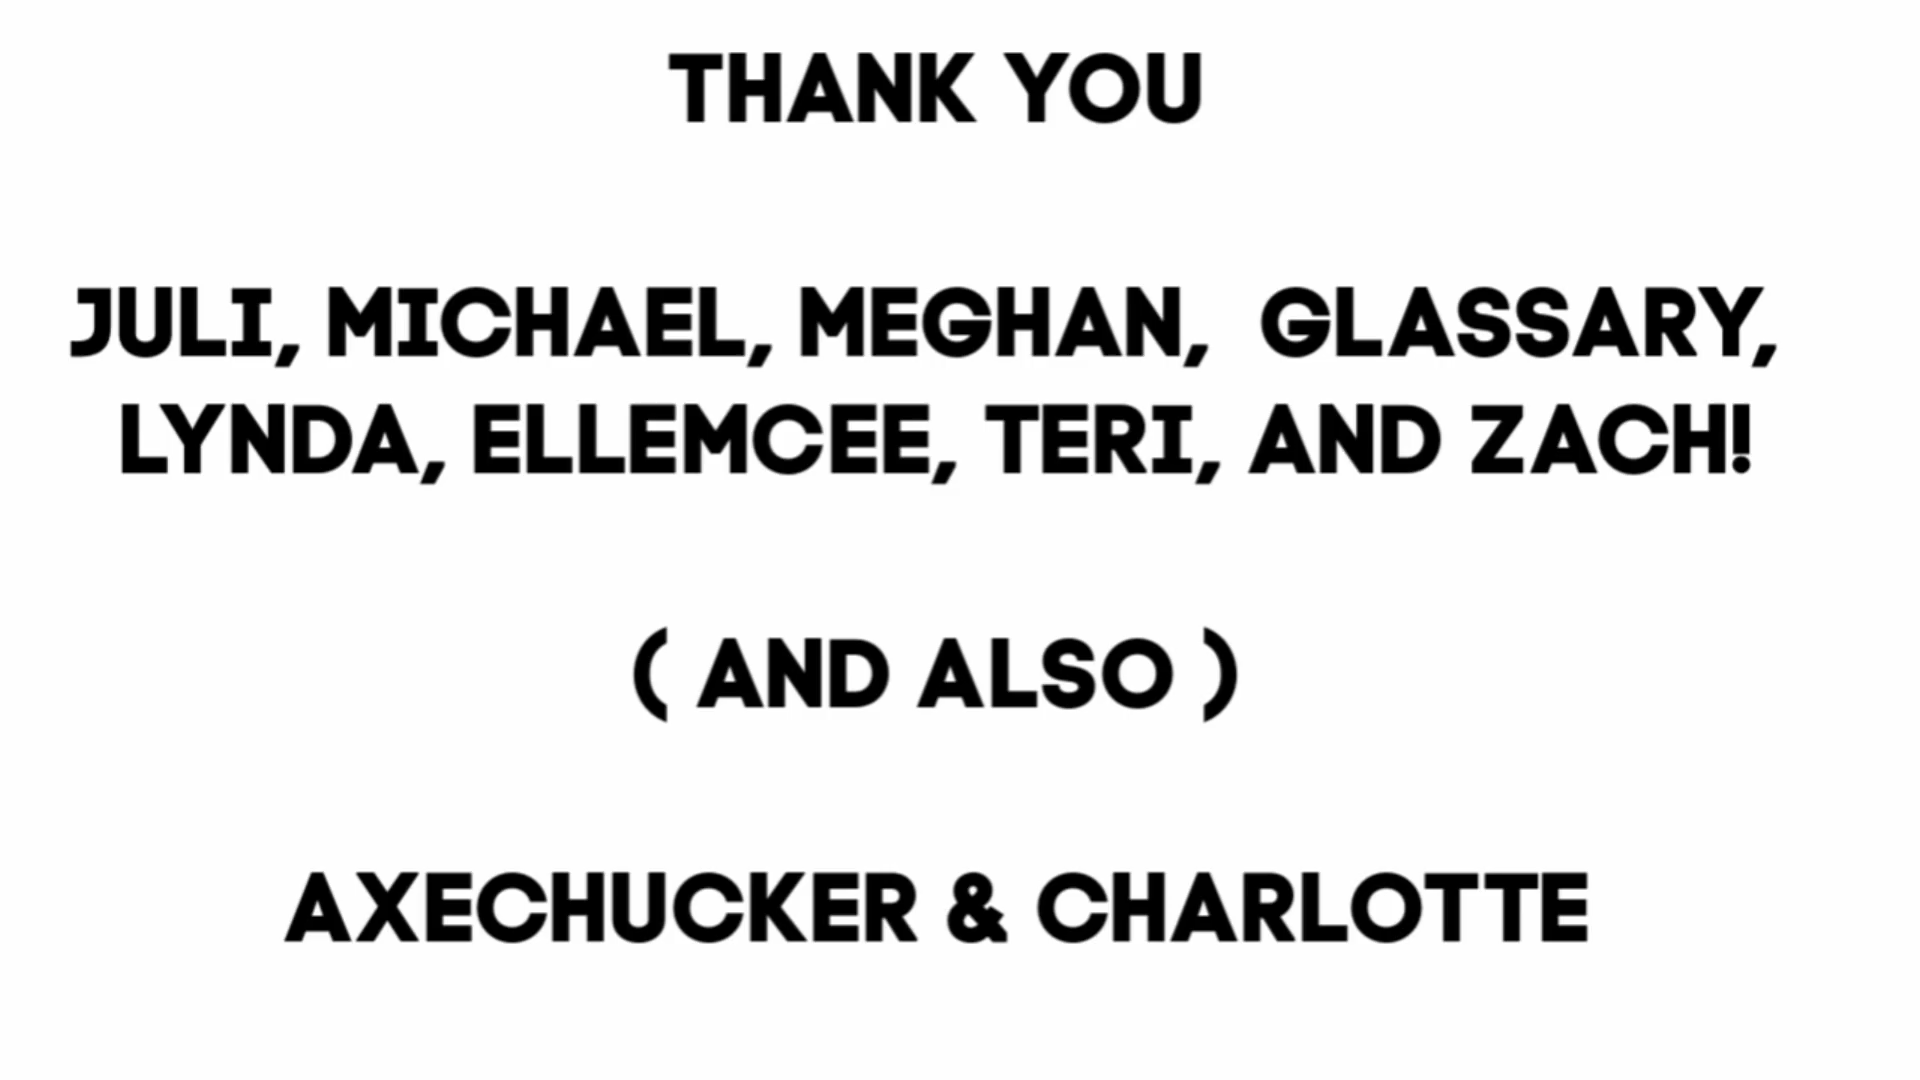 THANK YOU
JULI, MICHAEL, MEGHAN, GLASSARY,
LYNDA, ELLEMCEE, TERI, AND ZACH!
( AND ALSO )
AXECHUCKER & CHARLOTTE